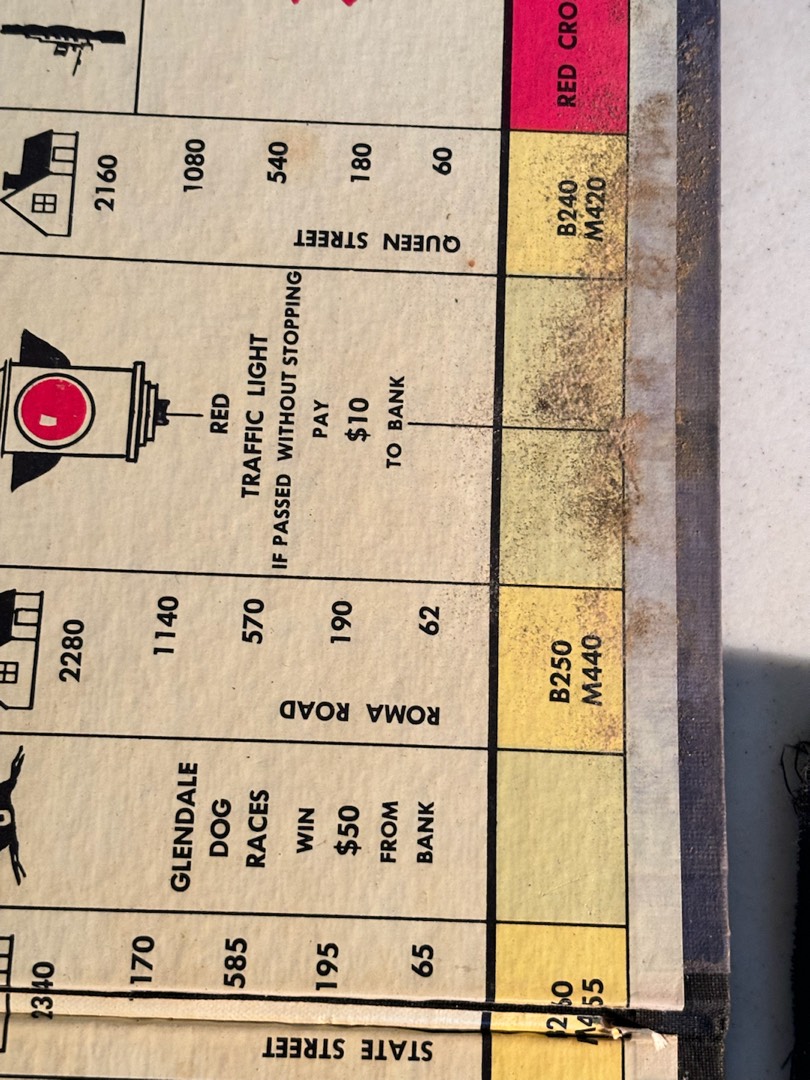 RED CRO
2160
1080
540
180
60
QUEEN STREET
B240
M420
RED
TRAFFIC LIGHT
IF PASSED WITHOUT STOPPING
PAY
$10
TO BANK
2280
1140
570
190
62
ROMA ROAD
B250
M440
GLENDALE
DOG
RACES
WIN
$50
FROM
BANK
2340
170
585
195
65
STATE STREET